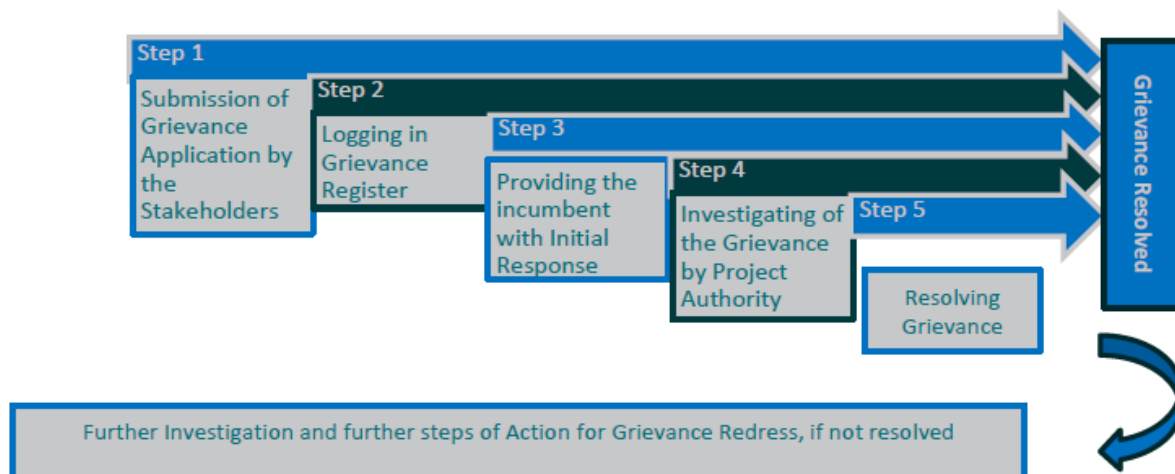 Step 1
Submission of
Grievance
Application by
the
Stakeholders
Step 2
Logging in
Grievance
Register
Step 3
Providing the
incumbent
with Initial
Response
Step 4
Investigating of
the Grievance
by Project
Authority
Step 5
Resolving
Grievance
Grievance Resolved
Further Investigation and further steps of Action for Grievance Redress, if not resolved